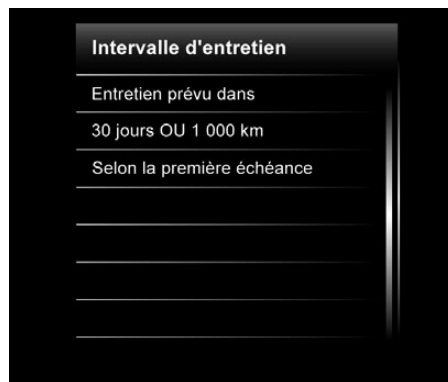 Intervalle d'entretien
Entretien prévu dans
30 jours OU 1 000 km
Selon la première échéance